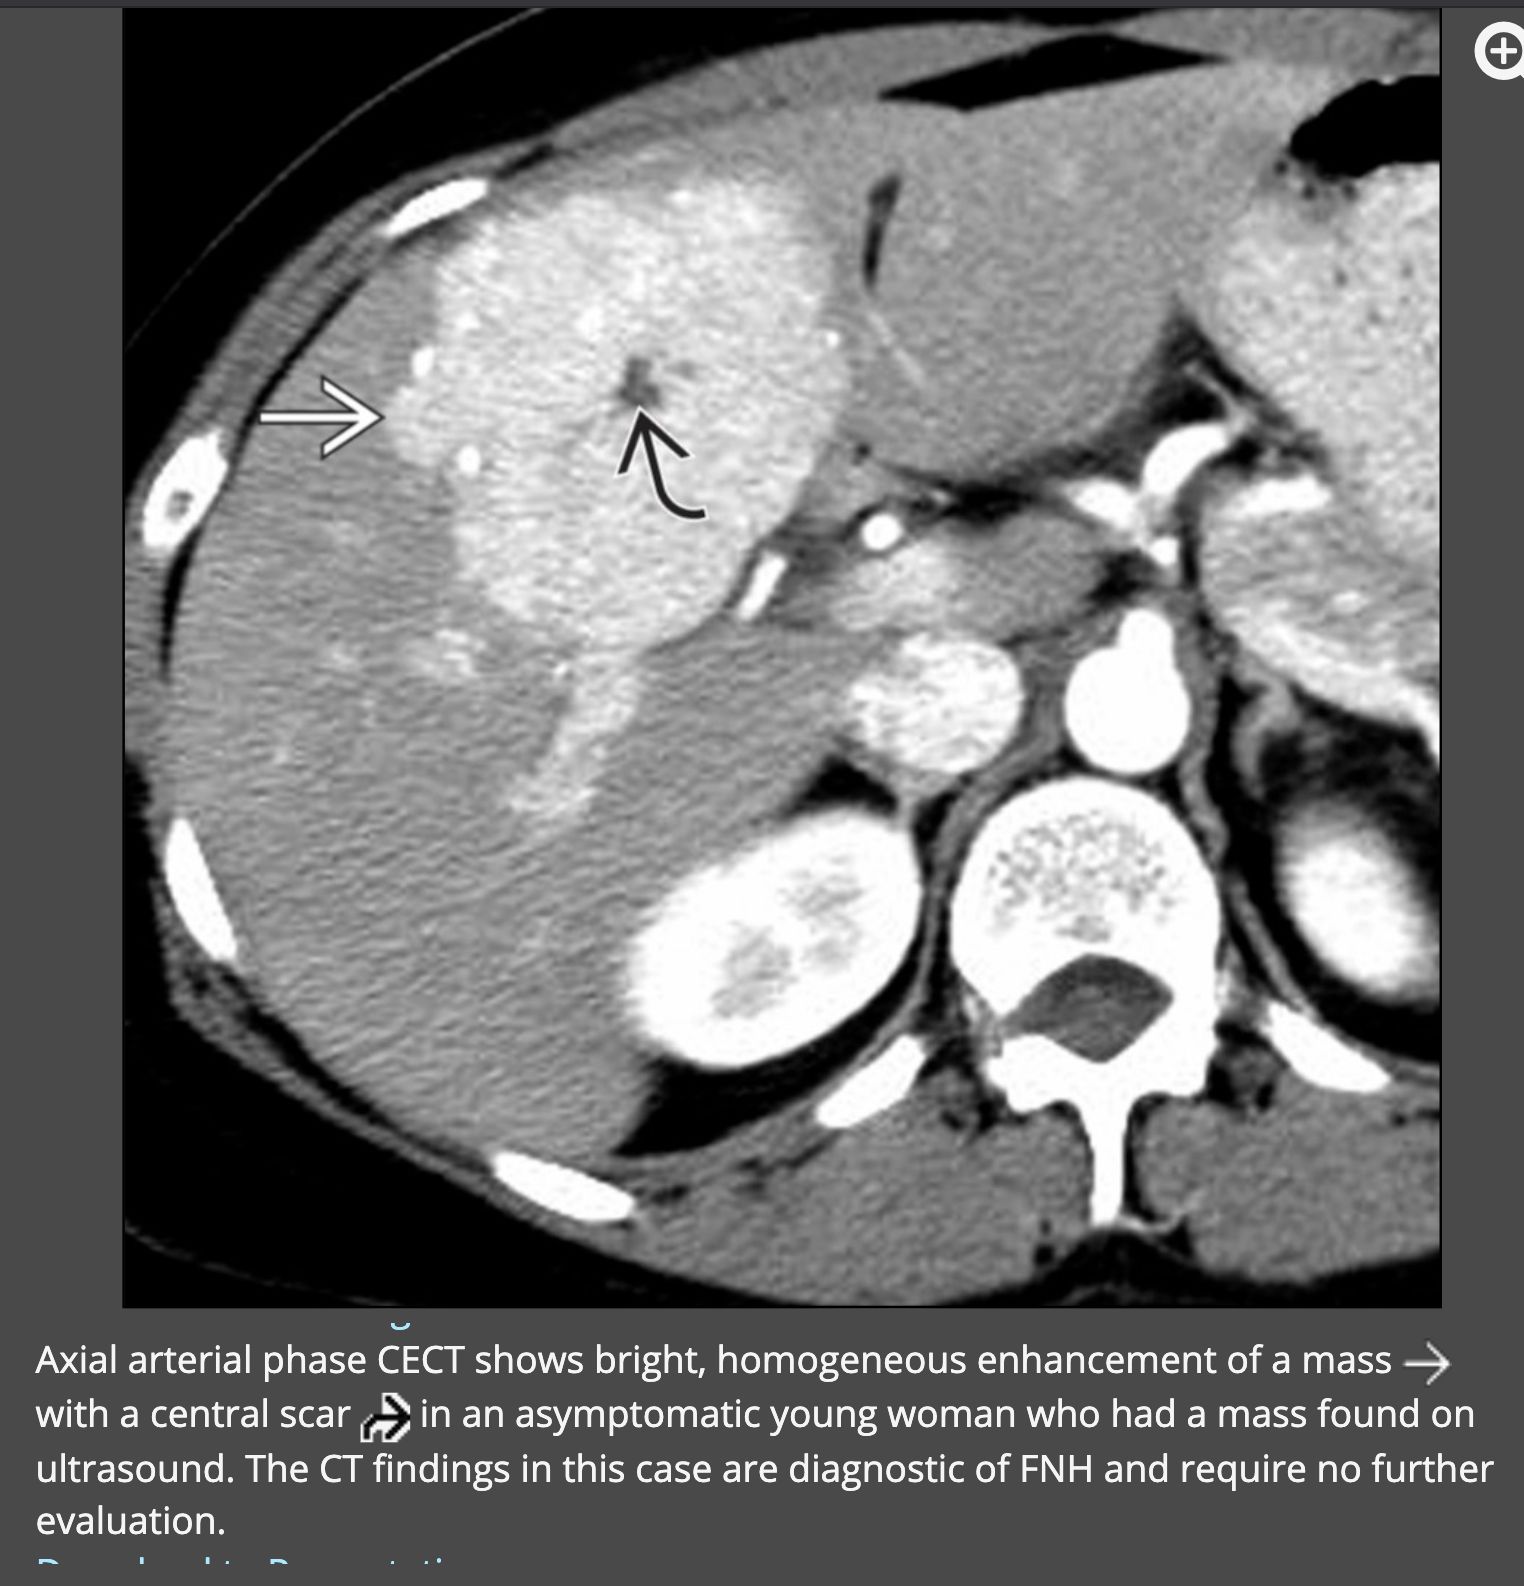 Axial arterial phase CECT shows bright, homogeneous enhancement of a mass
with a central scar in an asymptomatic young woman who had a mass found on
ultrasound. The CT findings in this case are diagnostic of FNH and require no further
evaluation.